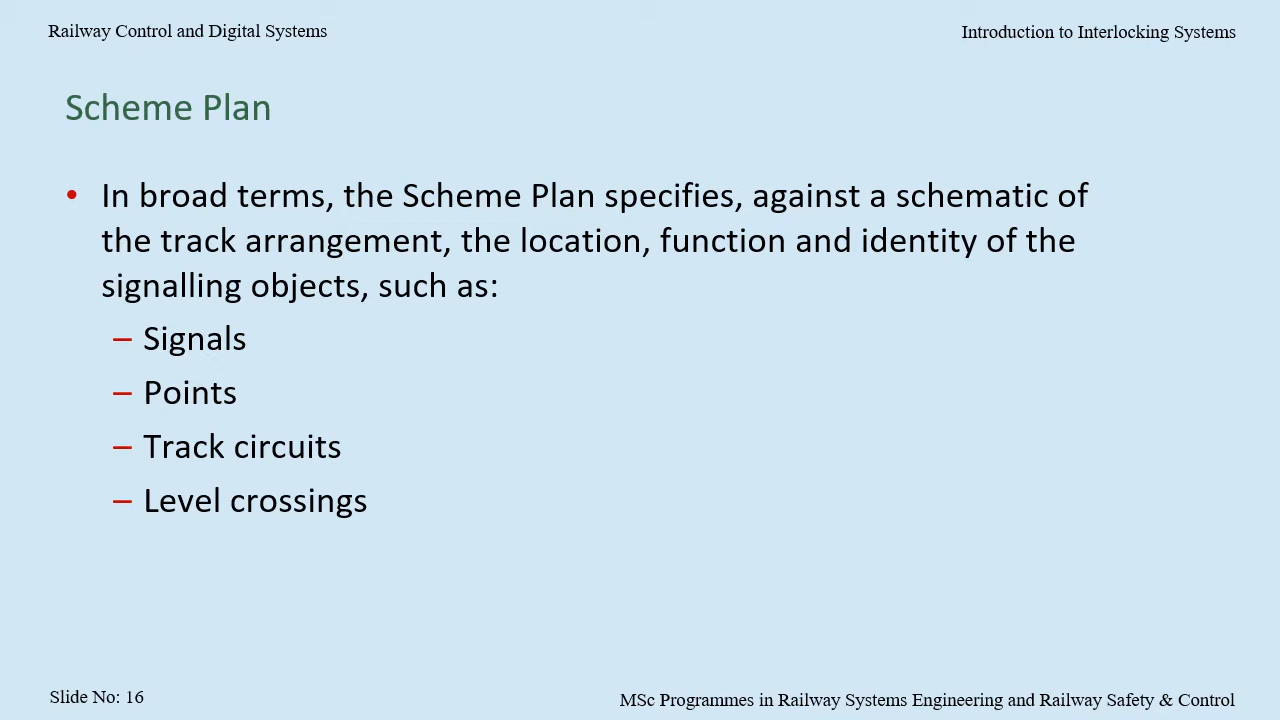 Railway Control and Digital Systems
Introduction to Interlocking Systems
Scheme Plan
• In broad terms, the Scheme Plan specifies, against a schematic of
the track arrangement, the location, function and identity of the
signalling objects, such as:
– Signals
– Points
– Track circuits
– Level crossings
Slide No: 16
MSc Programmes in Railway Systems Engineering and Railway Safety & Control